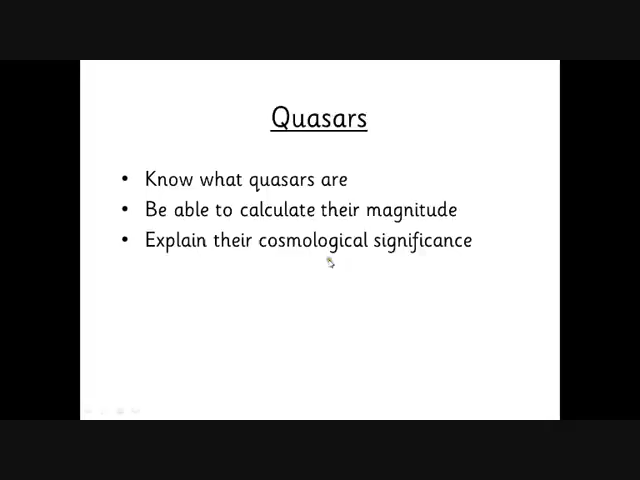 Quasars
• Know what quasars are
• Be able to calculate their magnitude
• Explain their cosmological significance